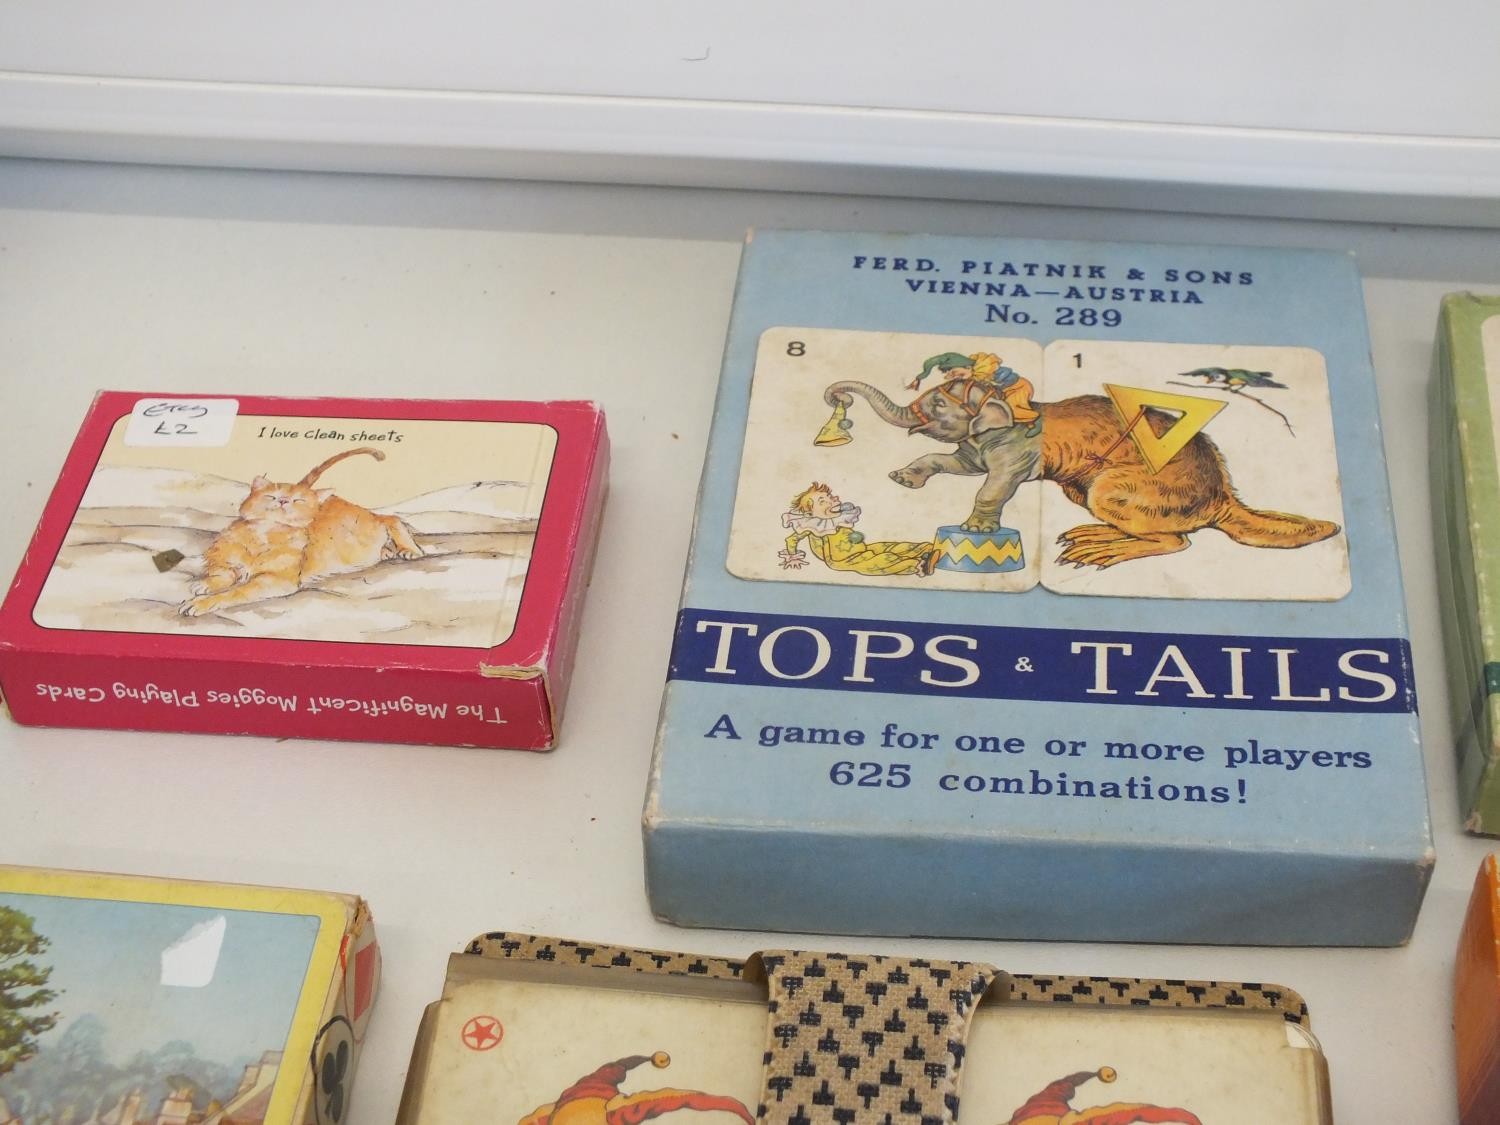 £2
I love clean sheets
The Magnificent Moggies Playing Cards
FERD. PIATNIK & SONS
VIENNA—AUSTRIA
No. 289
8
1
TOPS & TAILS
A game for one or more players
625 combinations!